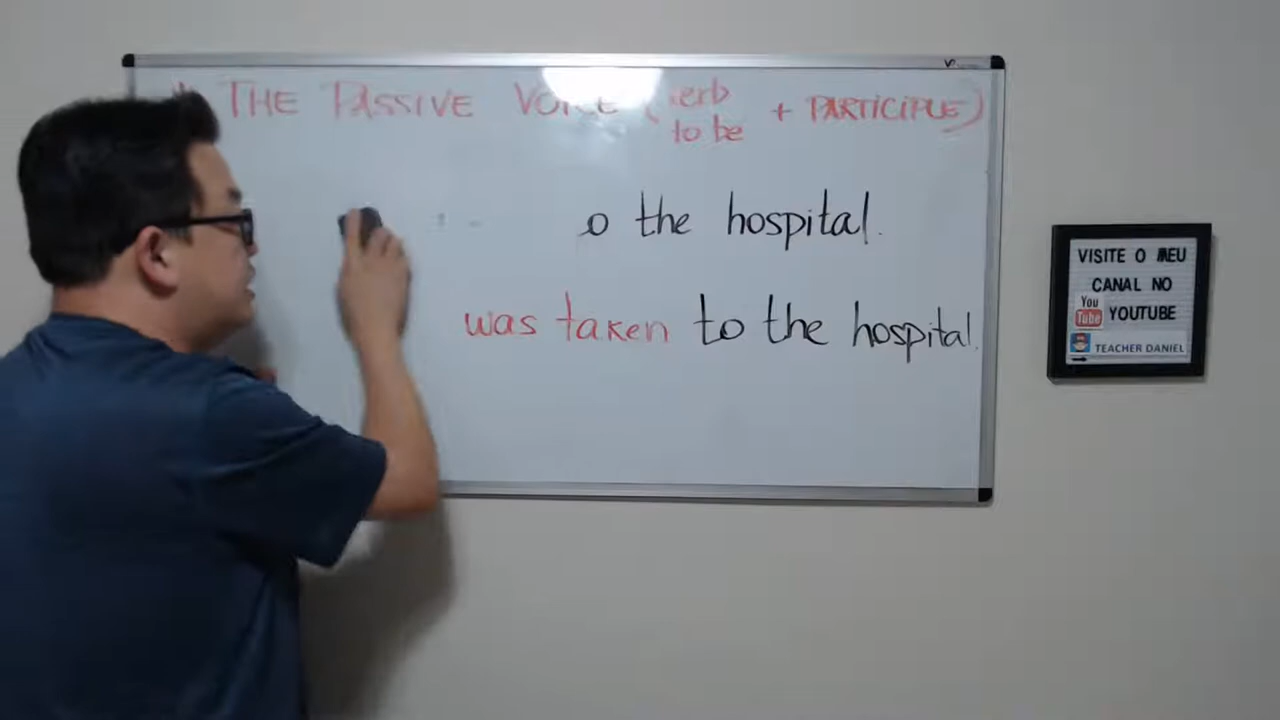 THE PASSIVE VOICE (verb to be + PARTICIPLE)
o the hospital.
was taken to the hospital.
VISITE O MEU
CANAL NO
You Tube YOUTUBE
TEACHER DANIEL